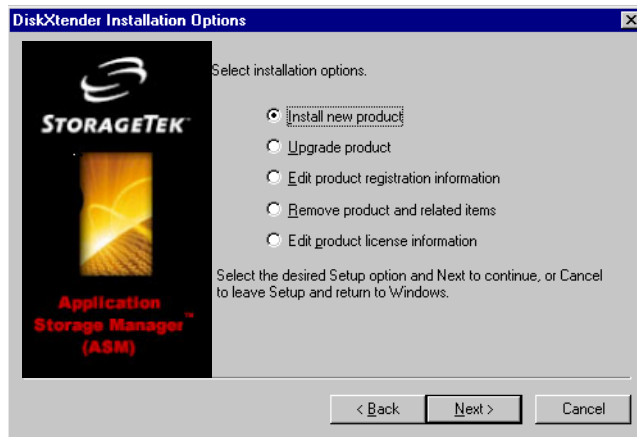 DiskXtender Installation Options
STORAGETEK
Application
Storage Manager™
(ASM)
Select installation options.
Install new product
Upgrade product
Edit product registration information
Remove product and related items
Edit product license information
Select the desired Setup option and Next to continue, or Cancel
to leave Setup and return to Windows.
< Back
Next >
Cancel